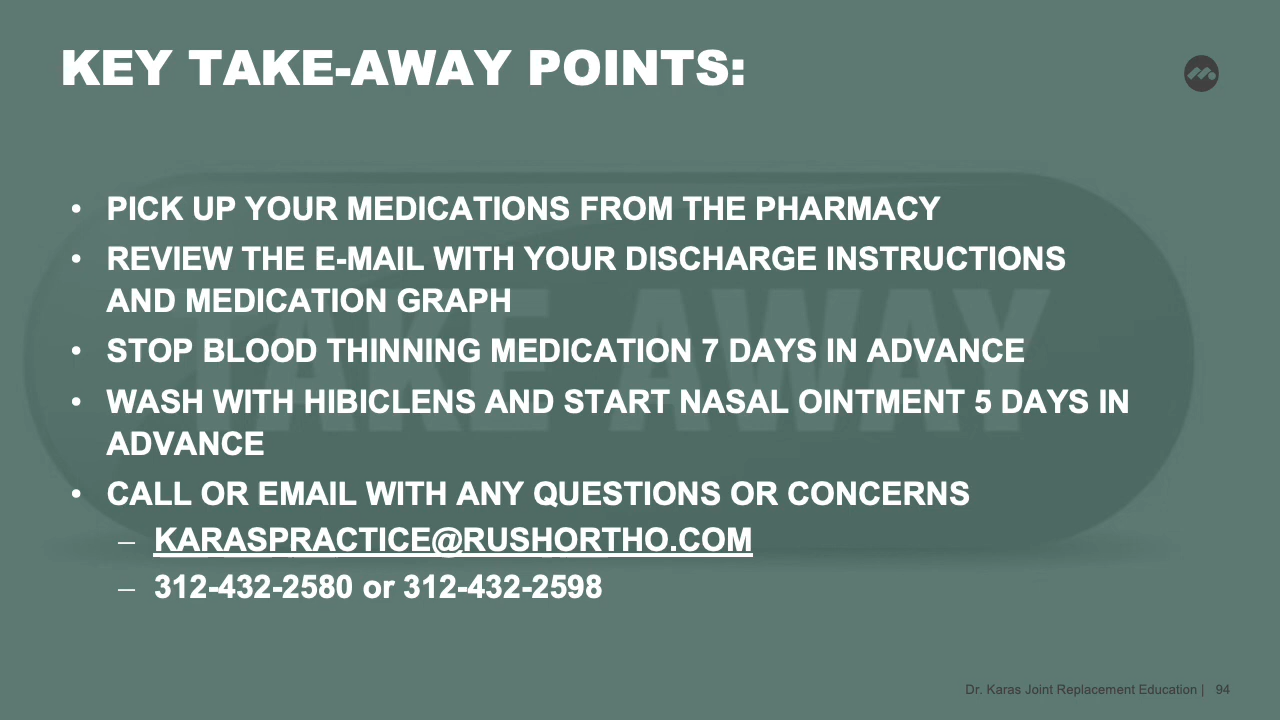 KEY TAKE-AWAY POINTS:
• PICK UP YOUR MEDICATIONS FROM THE PHARMACY
• REVIEW THE E-MAIL WITH YOUR DISCHARGE INSTRUCTIONS
AND MEDICATION GRAPH
• STOP BLOOD THINNING MEDICATION 7 DAYS IN ADVANCE
• WASH WITH HIBICLENS AND START NASAL OINTMENT 5 DAYS IN
ADVANCE
• CALL OR EMAIL WITH ANY QUESTIONS OR CONCERNS
– KARASPRACTICE@RUSHORTHO.COM
– 312-432-2580 or 312-432-2598
TAKE AWAY
Dr. Karas Joint Replacement Education | 94